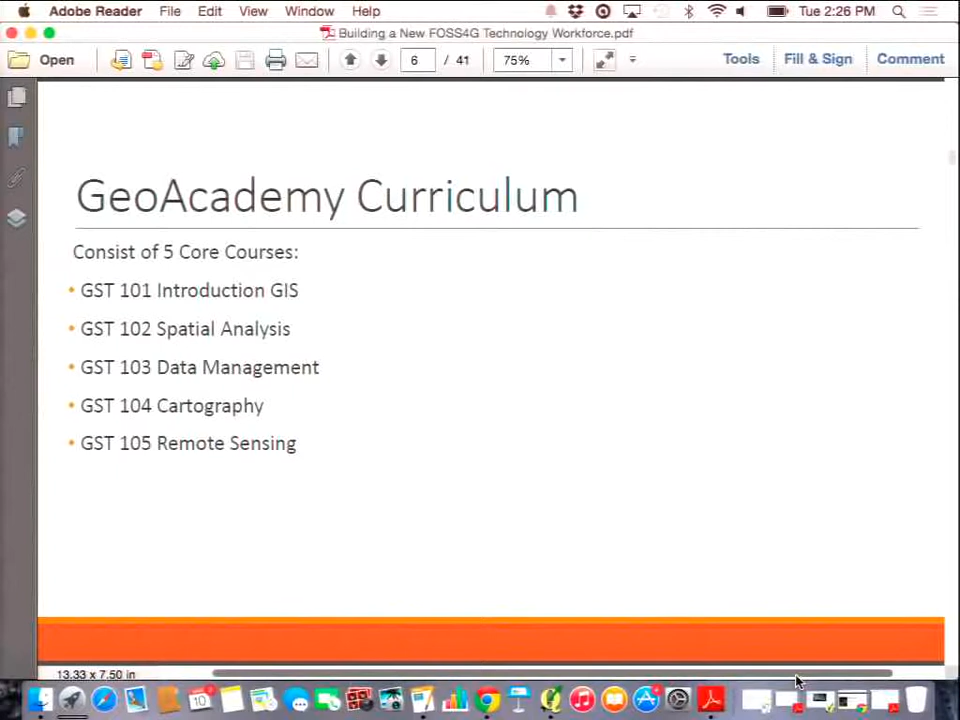 Adobe Reader File Edit View Window Help Tue 2:26 PM
Building a New FOSS4G Technology Workforce.pdf
Open 6 / 41 75% Tools Fill & Sign Comment
GeoAcademy Curriculum
Consist of 5 Core Courses:
• GST 101 Introduction GIS
• GST 102 Spatial Analysis
• GST 103 Data Management
• GST 104 Cartography
• GST 105 Remote Sensing
13.33 x 7.50 in
10